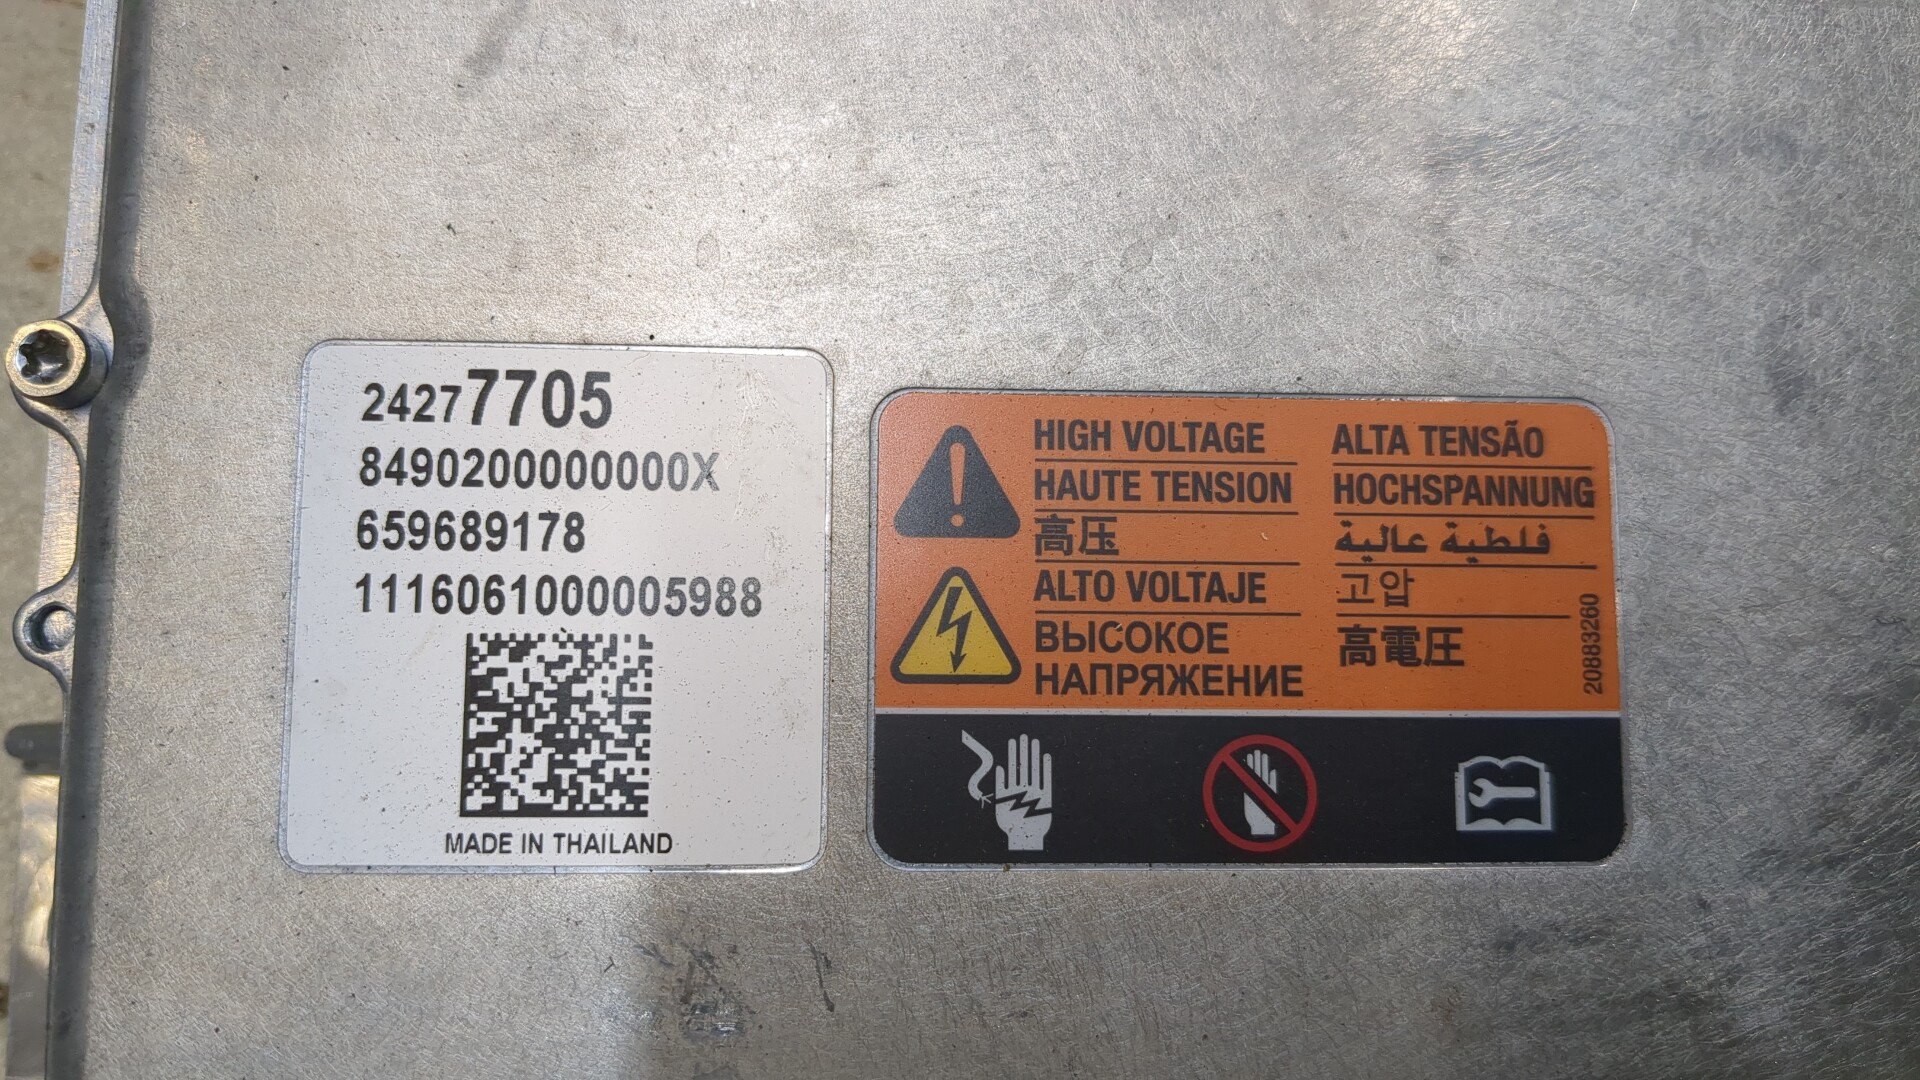 24277705
8490200000000X
659689178
1116061000005988
MADE IN THAILAND
HIGH VOLTAGE
HAUTE TENSION
高压
ALTO VOLTAJE
ВЫСОКОЕ
НАПРЯЖЕНИЕ
ALTA TENSÃO
HOCHSPANNUNG
فلطية عالية
고압
高電圧
20883260